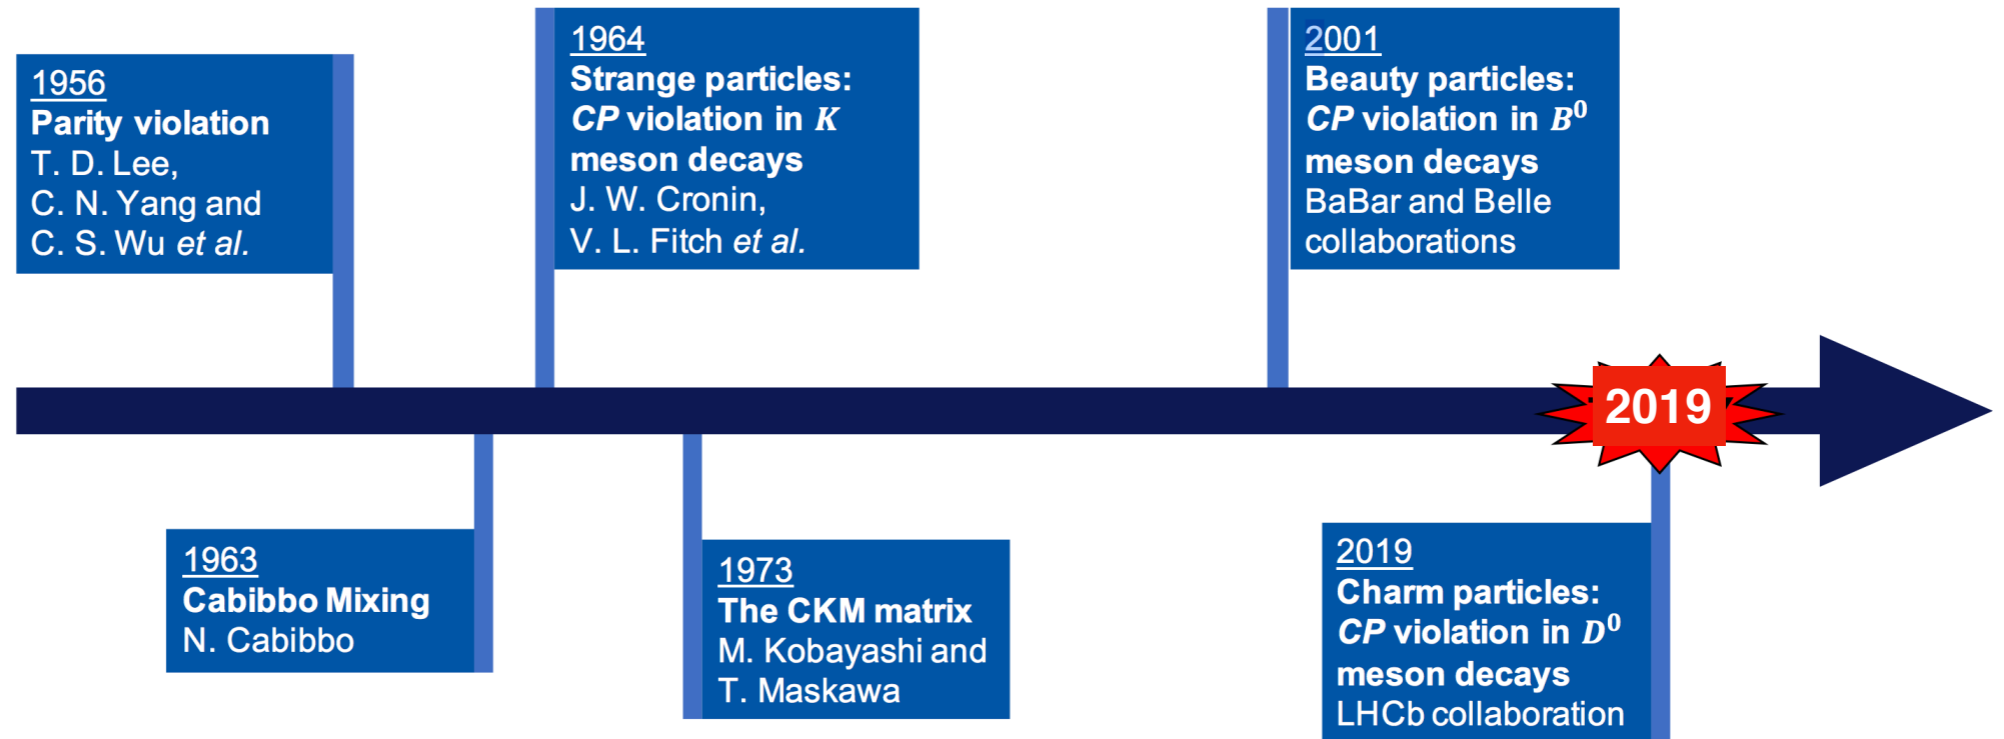 1956
Parity violation
T. D. Lee,
C. N. Yang and
C. S. Wu et al.
1964
Strange particles:
CP violation in K
meson decays
J. W. Cronin,
V. L. Fitch et al.
2001
Beauty particles:
CP violation in B⁰
meson decays
BaBar and Belle
collaborations
2019
1963
Cabibbo Mixing
N. Cabibbo
1973
The CKM matrix
M. Kobayashi and
T. Maskawa
2019
Charm particles:
CP violation in D⁰
meson decays
LHCb collaboration